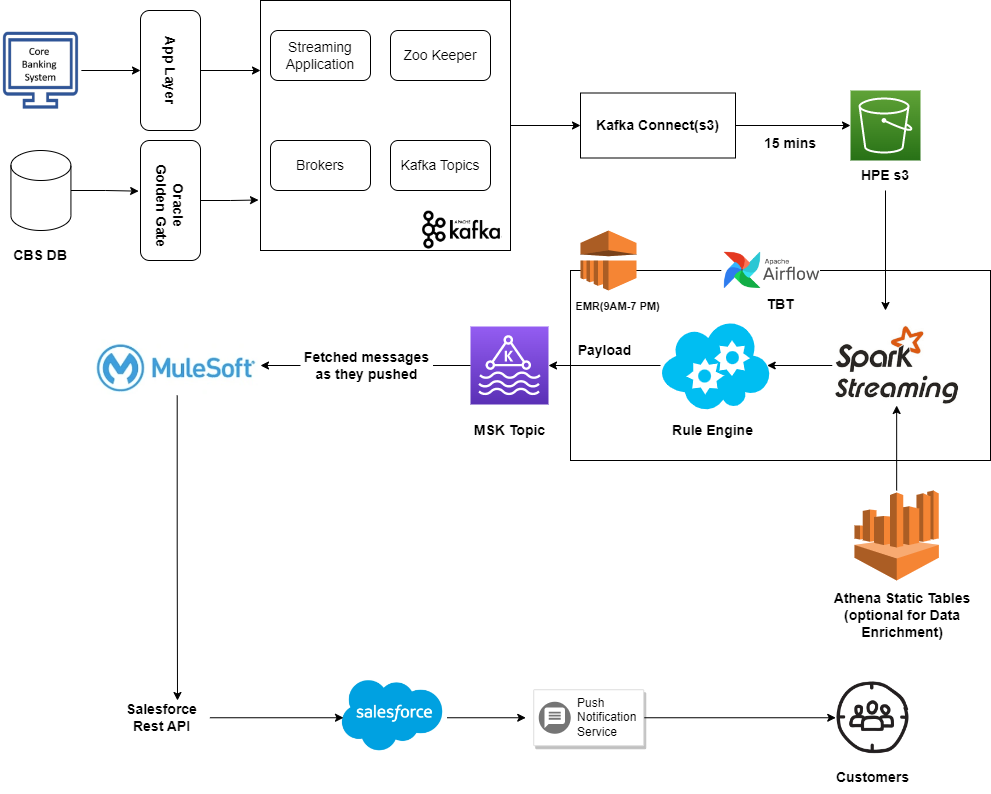 Core
Banking
System
App Layer
Streaming
Application
Zoo Keeper
Kafka Connect(s3)
15 mins
HPE s3
CBS DB
Oracle
Golden Gate
Brokers
Kafka Topics
APACHE
kafka
EMR(9AM-7 PM)
Apache
Airflow
TBT
MuleSoft
Fetched messages
as they pushed
K
MSK Topic
Payload
Rule Engine
Spark
Streaming
Athena Static Tables
(optional for Data
Enrichment)
Salesforce
Rest API
salesforce
Push
Notification
Service
Customers